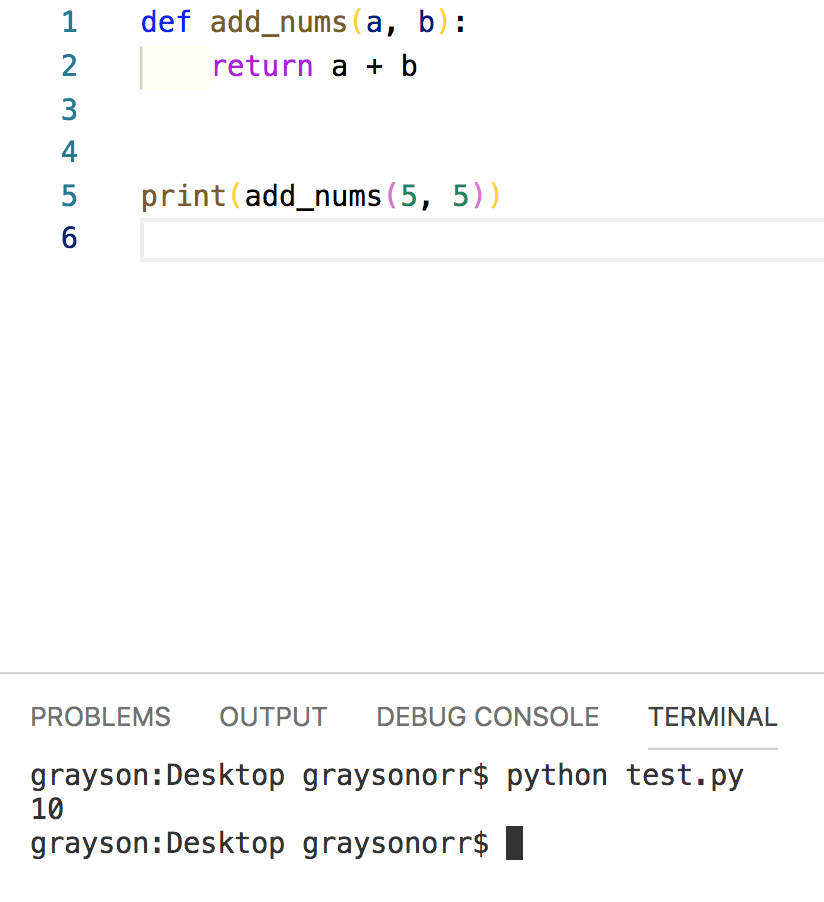 1 def add_nums(a, b):
2     return a + b
3
4
5 print(add_nums(5, 5))
6
PROBLEMS OUTPUT DEBUG CONSOLE TERMINAL
grayson:Desktop graysonorr$ python test.py
10
grayson:Desktop graysonorr$